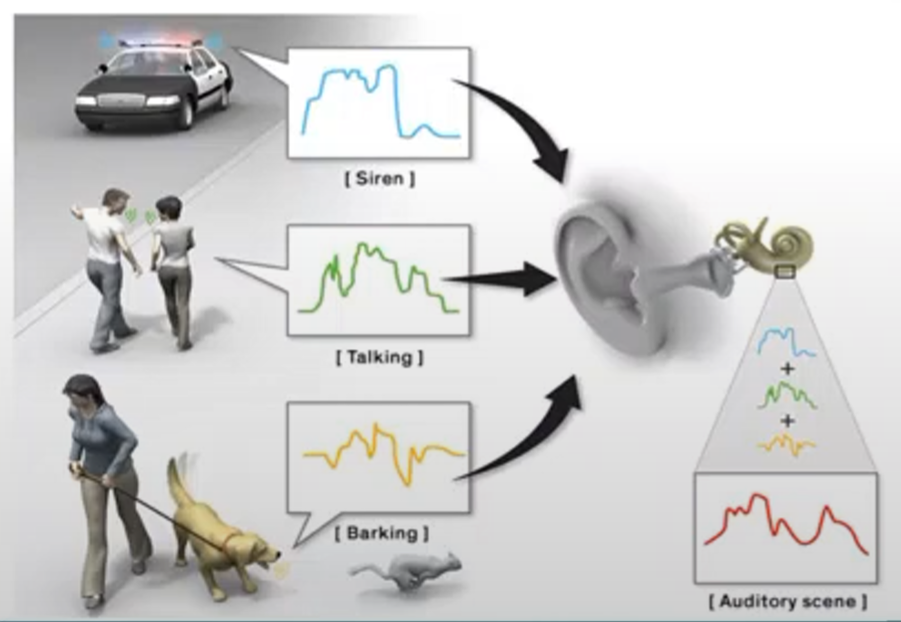 [ Siren ]
[ Talking ]
[ Barking ]
+
+
[ Auditory scene ]